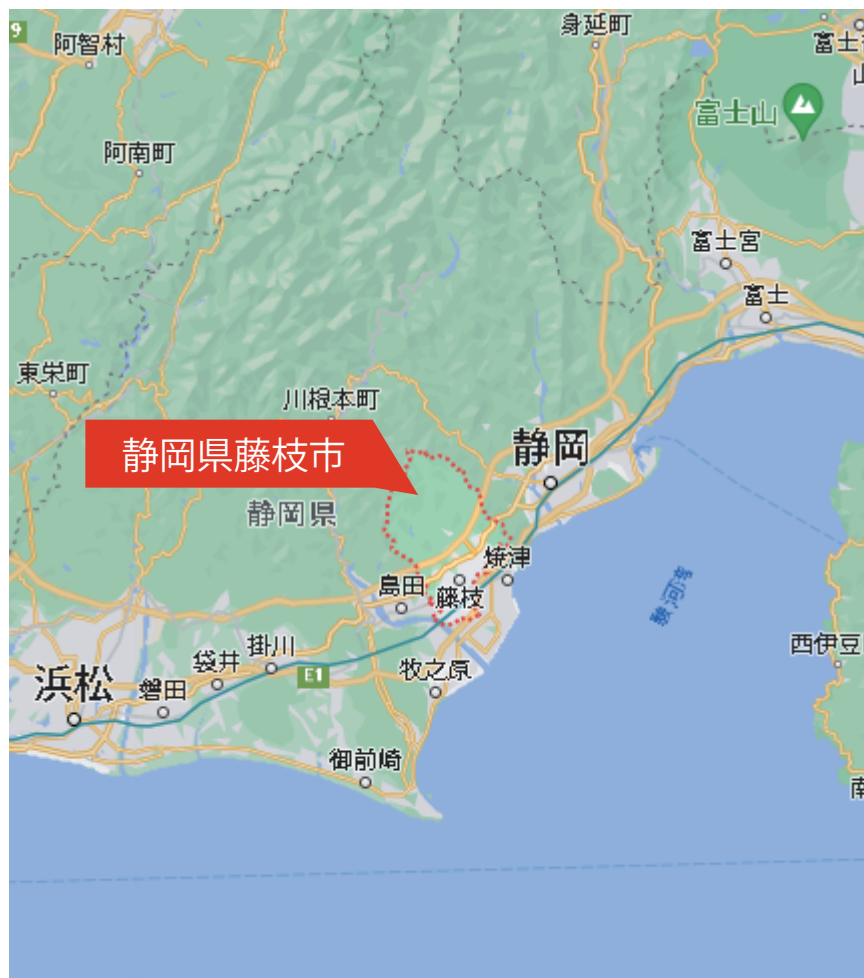 9
身延町
阿智村
富士山
阿南町
富士宮
富士
東栄町
川根本町
静岡県藤枝市
静岡
静岡県
焼津
島田
藤枝
駿河湾
西伊豆
掛川
袋井
E1
牧之原
浜松
磐田
御前崎